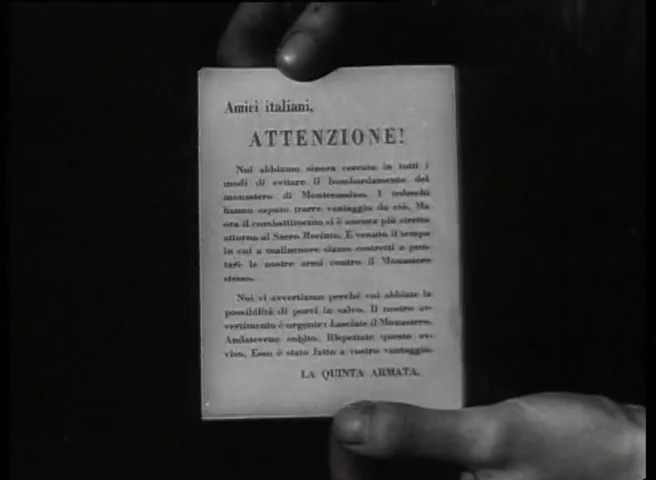 Amici italiani,
ATTENZIONE!
Noi abbiamo sinora cercato in tutti i
modi di evitare il bombardamento del
monastero di Montecassino. I tedeschi
hanno saputo trarre vantaggio da ciò. Ma
ora il combattimento si è ancora più stretto
attorno al Sacro Recinto. È venuto il tempo
in cui a malincuore siamo costretti a pun-
tare le nostre armi contro il Monastero
stesso.
Noi vi avvertiamo perché voi abbiate la
possibilità di porvi in salvo. Il nostro av-
vertimento è urgente: Lasciate il Monastero.
Andatevene subito. Rispettate questo av-
viso. Esso è stato fatto a vostro vantaggio.
LA QUINTA ARMATA.